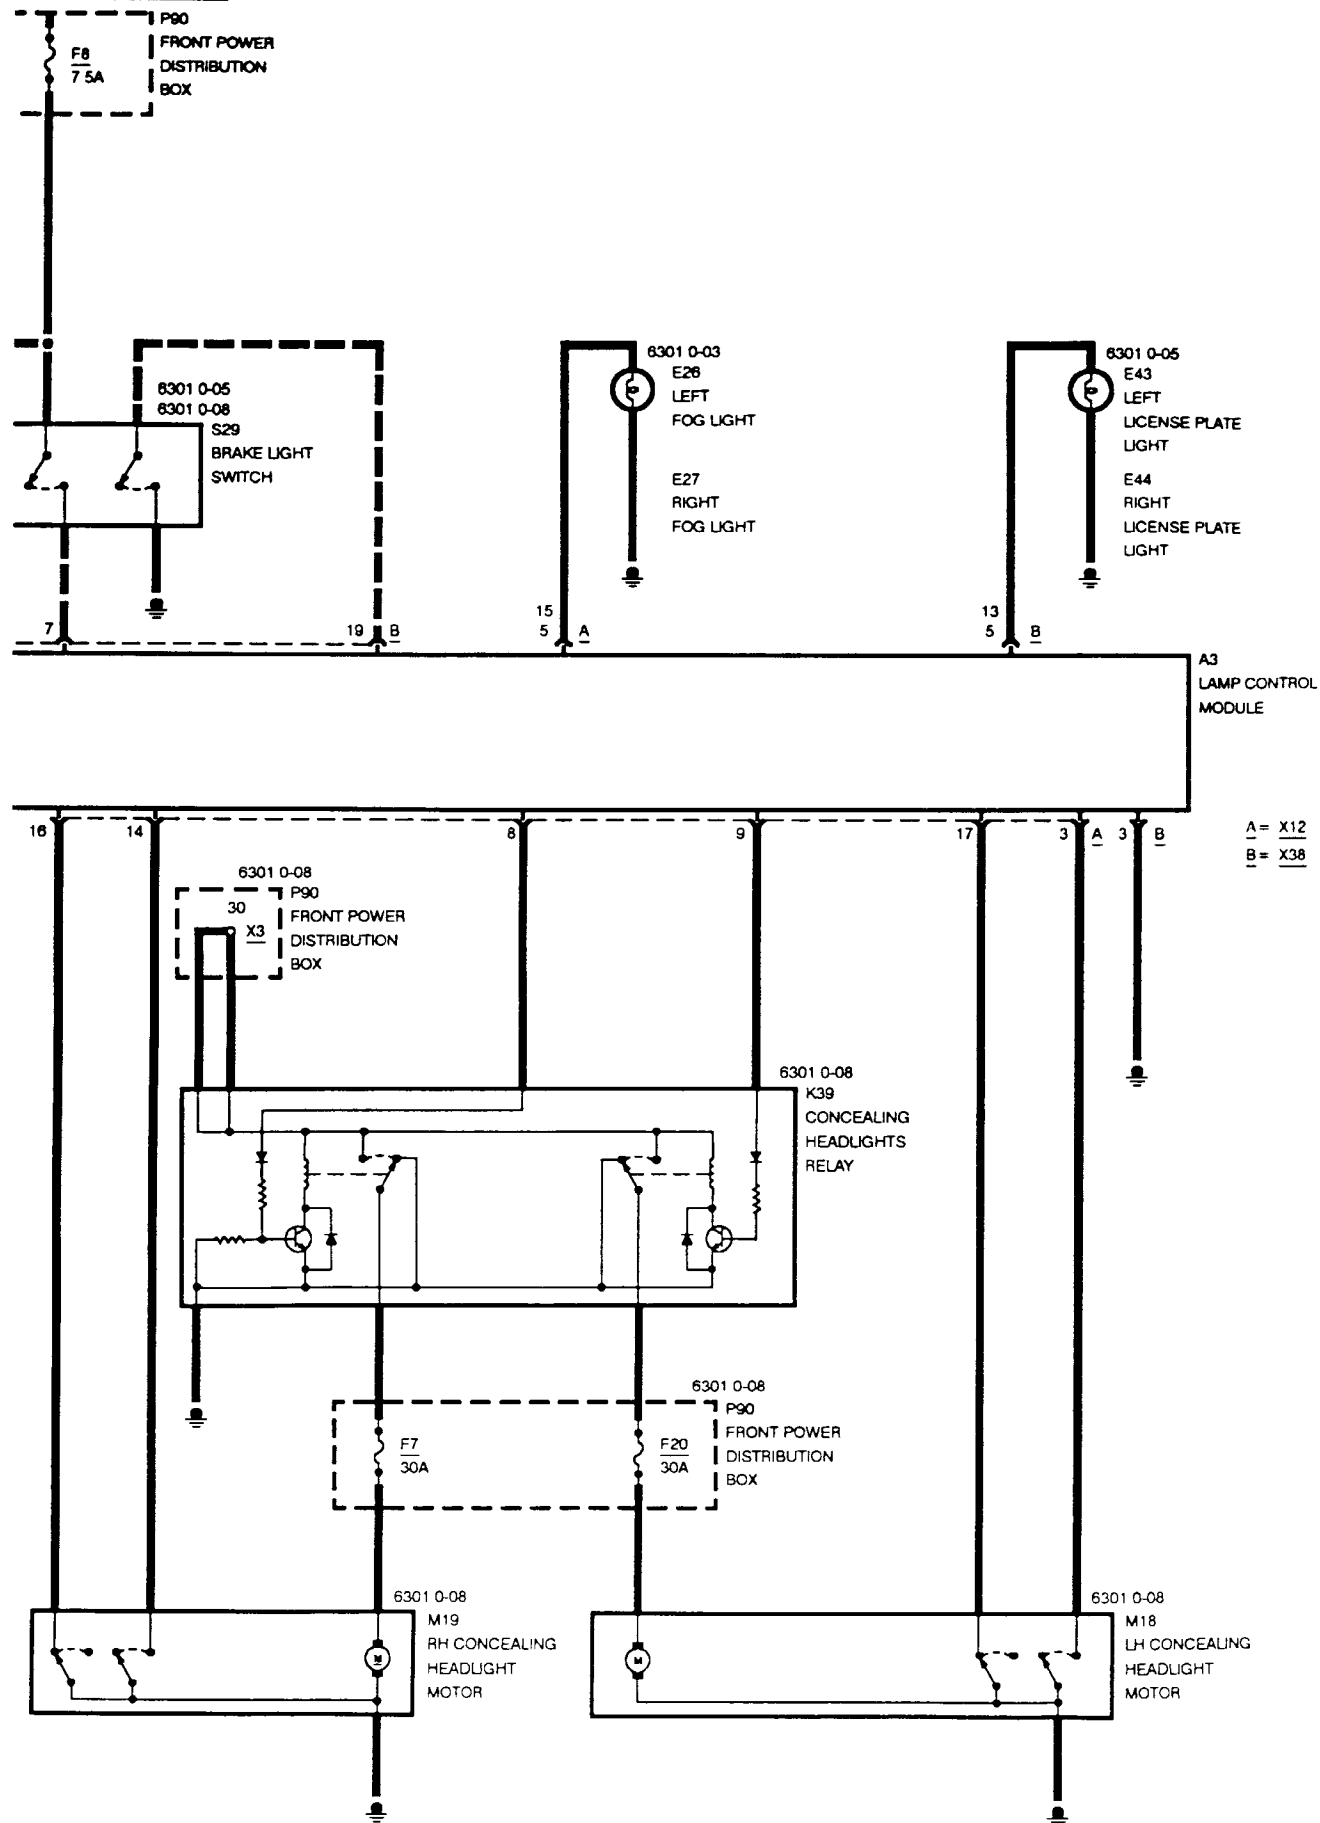 P90
FRONT POWER
DISTRIBUTION
BOX
F8
7 5A
6301 0-05
6301 0-08
S29
BRAKE LIGHT
SWITCH
6301 0-03
E26
LEFT
FOG LIGHT
E27
RIGHT
FOG LIGHT
6301 0-05
E43
LEFT
LICENSE PLATE
LIGHT
E44
RIGHT
LICENSE PLATE
LIGHT
7
19 B
15
5 A
13
5 B
A3
LAMP CONTROL
MODULE
16 14 8 9 17 3 A 3 B
A = X12
B = X38
6301 0-08
P90
FRONT POWER
DISTRIBUTION
BOX
30
X3
6301 0-08
K39
CONCEALING
HEADLIGHTS
RELAY
6301 0-08
P90
FRONT POWER
DISTRIBUTION
BOX
F7
30A
F20
30A
6301 0-08
M19
RH CONCEALING
HEADLIGHT
MOTOR
M
6301 0-08
M18
LH CONCEALING
HEADLIGHT
MOTOR
M